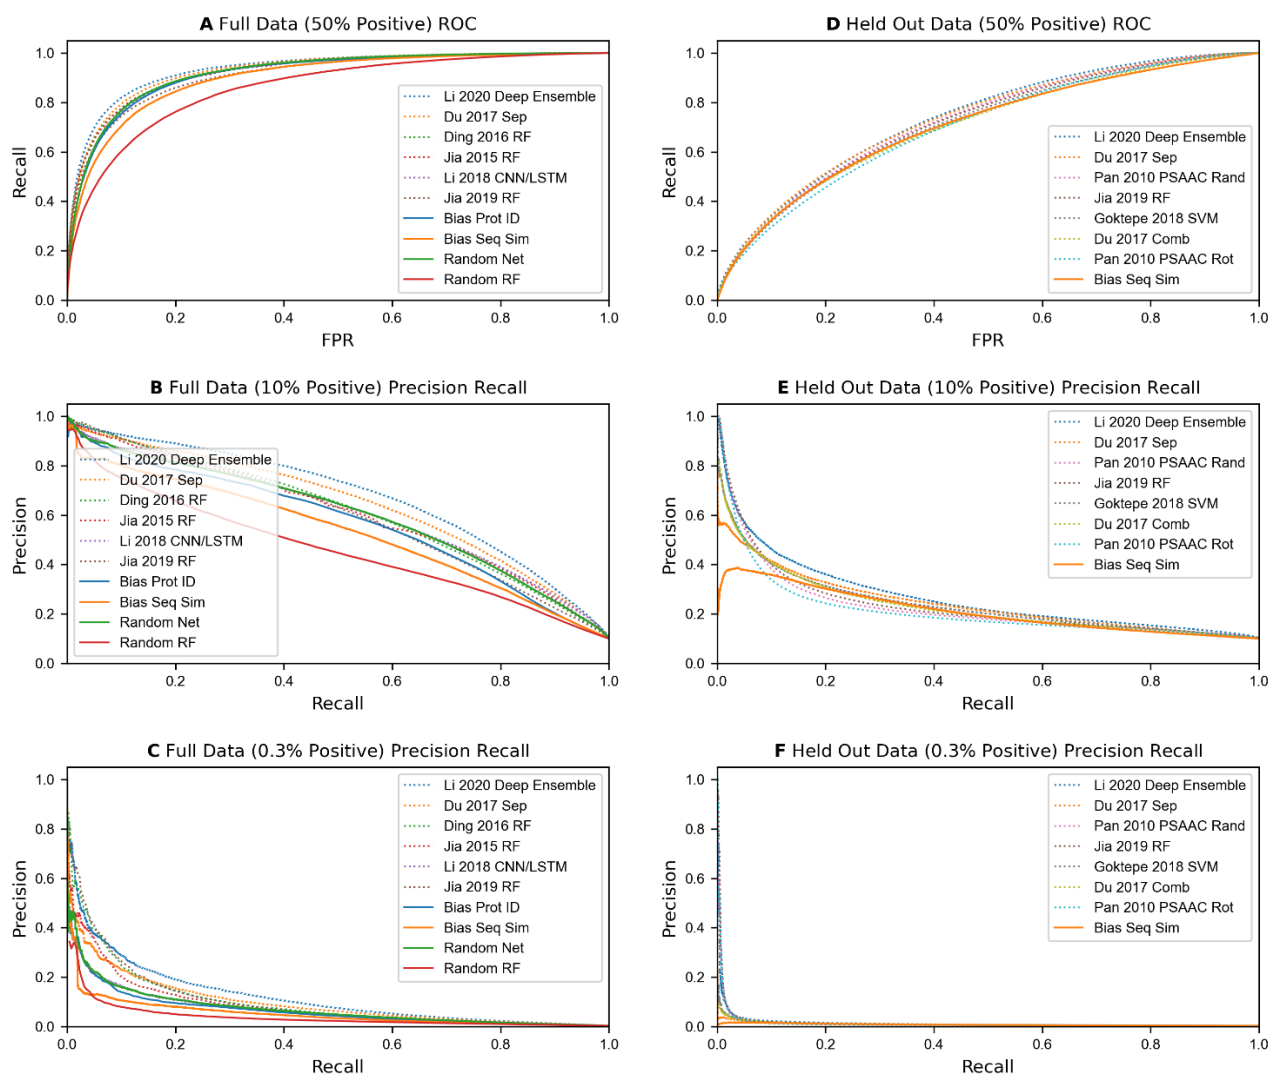 A Full Data (50% Positive) ROC
1.0
0.8
0.6
0.4
0.2
0.0
Recall
0.0 0.2 0.4 0.6 0.8 1.0
FPR
Li 2020 Deep Ensemble
Du 2017 Sep
Ding 2016 RF
Jia 2015 RF
Li 2018 CNN/LSTM
Jia 2019 RF
Bias Prot ID
Bias Seq Sim
Random Net
Random RF
D Held Out Data (50% Positive) ROC
1.0
0.8
0.6
0.4
0.2
0.0
Recall
0.0 0.2 0.4 0.6 0.8 1.0
FPR
Li 2020 Deep Ensemble
Du 2017 Sep
Pan 2010 PSAAC Rand
Jia 2019 RF
Goktepe 2018 SVM
Du 2017 Comb
Pan 2010 PSAAC Rot
Bias Seq Sim
B Full Data (10% Positive) Precision Recall
1.0
0.8
0.6
0.4
0.2
0.0
Precision
0.0 0.2 0.4 0.6 0.8 1.0
Recall
Li 2020 Deep Ensemble
Du 2017 Sep
Ding 2016 RF
Jia 2015 RF
Li 2018 CNN/LSTM
Jia 2019 RF
Bias Prot ID
Bias Seq Sim
Random Net
Random RF
E Held Out Data (10% Positive) Precision Recall
1.0
0.8
0.6
0.4
0.2
0.0
Precision
0.0 0.2 0.4 0.6 0.8 1.0
Recall
Li 2020 Deep Ensemble
Du 2017 Sep
Pan 2010 PSAAC Rand
Jia 2019 RF
Goktepe 2018 SVM
Du 2017 Comb
Pan 2010 PSAAC Rot
Bias Seq Sim
C Full Data (0.3% Positive) Precision Recall
1.0
0.8
0.6
0.4
0.2
0.0
Precision
0.0 0.2 0.4 0.6 0.8 1.0
Recall
Li 2020 Deep Ensemble
Du 2017 Sep
Ding 2016 RF
Jia 2015 RF
Li 2018 CNN/LSTM
Jia 2019 RF
Bias Prot ID
Bias Seq Sim
Random Net
Random RF
F Held Out Data (0.3% Positive) Precision Recall
1.0
0.8
0.6
0.4
0.2
0.0
Precision
0.0 0.2 0.4 0.6 0.8 1.0
Recall
Li 2020 Deep Ensemble
Du 2017 Sep
Pan 2010 PSAAC Rand
Jia 2019 RF
Goktepe 2018 SVM
Du 2017 Comb
Pan 2010 PSAAC Rot
Bias Seq Sim